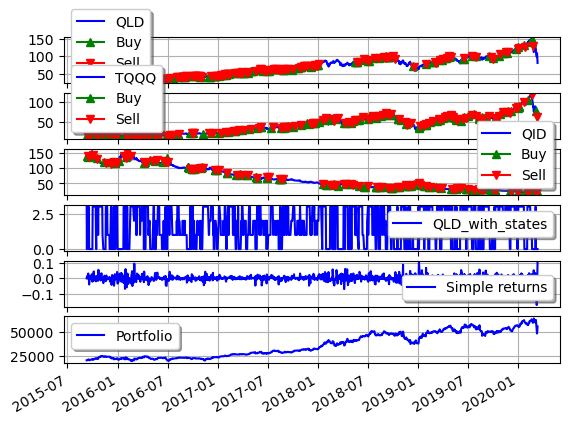 QLD
Buy
Sell
150
100
50
TQQQ
Buy
Sell
100
50
QID
Buy
Sell
150
100
50
QLD_with_states
2.5
0.0
Simple returns
0.1
0.0
−0.1
Portfolio
50000
25000
2015-07
2016-01
2016-07
2017-01
2017-07
2018-01
2018-07
2019-01
2019-07
2020-01